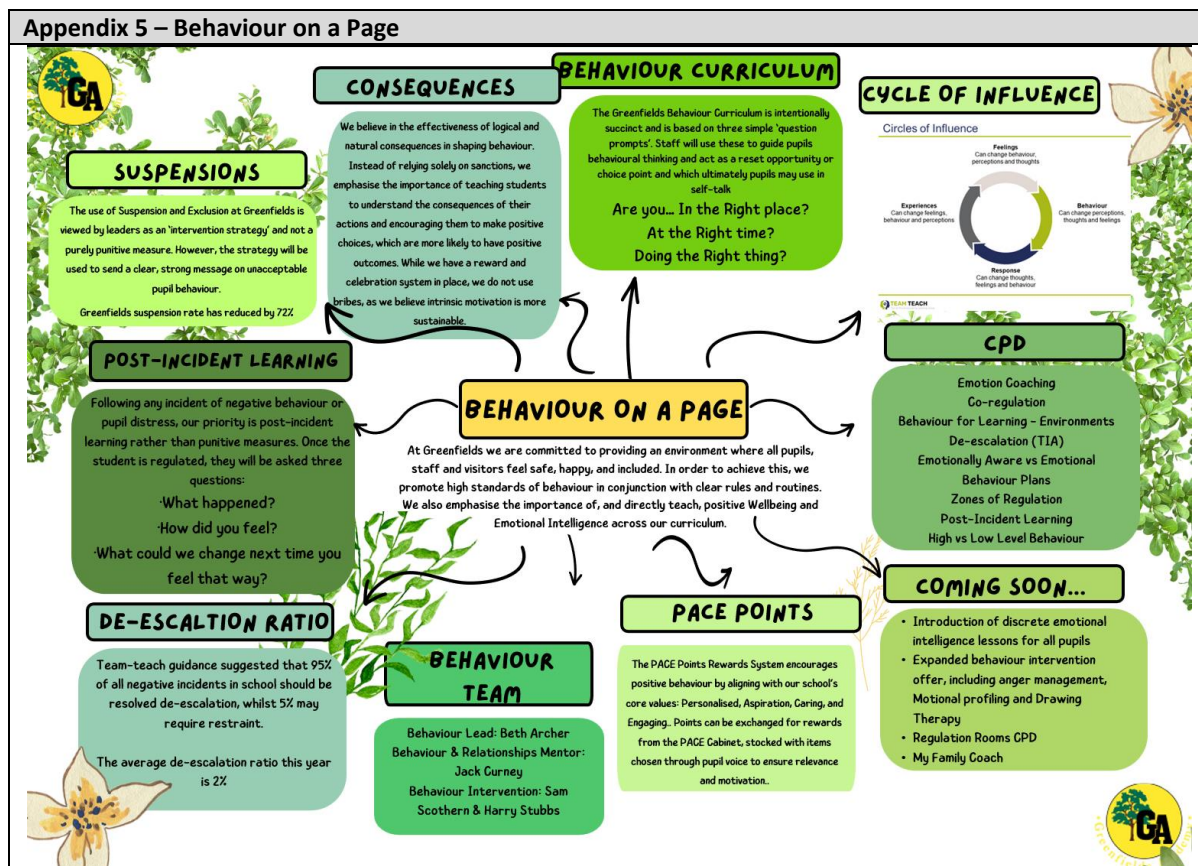 Appendix 5 – Behaviour on a Page
GA
SUSPENSIONS
The use of Suspension and Exclusion at Greenfields is
viewed by leaders as an 'intervention strategy' and not a
purely punitive measure. However, the strategy will be
used to send a clear, strong message on unacceptable
pupil behaviour.
Greenfields suspension rate has reduced by 72%
CONSEQUENCES
We believe in the effectiveness of logical and
natural consequences in shaping behaviour.
Instead of relying solely on sanctions, we
emphasise the importance of teaching students
to understand the consequences of their
actions and encouraging them to make positive
choices, which are more likely to have positive
outcomes. While we have a reward and
celebration system in place, we do not use
bribes, as we believe intrinsic motivation is more
sustainable.
BEHAVIOUR CURRICULUM
The Greenfields Behaviour Curriculum is intentionally
succinct and is based on three simple 'question
prompts'. Staff will use these to guide pupils
behavioural thinking and act as a reset opportunity or
choice point and which ultimately pupils may use in
self-talk
Are you... In the Right place?
At the Right time?
Doing the Right thing?
CYCLE OF INFLUENCE
Circles of Influence
Feelings
Can change behaviour,
perceptions and thoughts
Experiences
Can change feelings,
behaviour and perceptions
Behaviour
Can change perceptions,
thoughts and feelings
Response
Can change thoughts,
feelings and behaviour
TEAM TEACH
POST-INCIDENT LEARNING
Following any incident of negative behaviour or
pupil distress, our priority is post-incident
learning rather than punitive measures. Once the
student is regulated, they will be asked three
questions:
·What happened?
·How did you feel?
·What could we change next time you
feel that way?
BEHAVIOUR ON A PAGE
At Greenfields we are committed to providing an environment where all pupils,
staff and visitors feel safe, happy, and included. In order to achieve this, we
promote high standards of behaviour in conjunction with clear rules and routines.
We also emphasise the importance of, and directly teach, positive Wellbeing and
Emotional Intelligence across our curriculum.
CPD
Emotion Coaching
Co-regulation
Behaviour for Learning - Environments
De-escalation (TIA)
Emotionally Aware vs Emotional
Behaviour Plans
Zones of Regulation
Post-Incident Learning
High vs Low Level Behaviour
DE-ESCALTION RATIO
Team-teach guidance suggested that 95%
of all negative incidents in school should be
resolved de-escalation, whilst 5% may
require restraint.
The average de-escalation ratio this year
is 2%
BEHAVIOUR
TEAM
Behaviour Lead: Beth Archer
Behaviour & Relationships Mentor:
Jack Curney
Behaviour Intervention: Sam
Scothern & Harry Stubbs
PACE POINTS
The PACE Points Rewards System encourages
positive behaviour by aligning with our school's
core values: Personalised, Aspiration, Caring, and
Engaging.. Points can be exchanged for rewards
from the PACE Cabinet, stocked with items
chosen through pupil voice to ensure relevance
and motivation..
COMING SOON...
• Introduction of discrete emotional
intelligence lessons for all pupils
• Expanded behaviour intervention
offer, including anger management,
Motional profiling and Drawing
Therapy
• Regulation Rooms CPD
• My Family Coach
GA